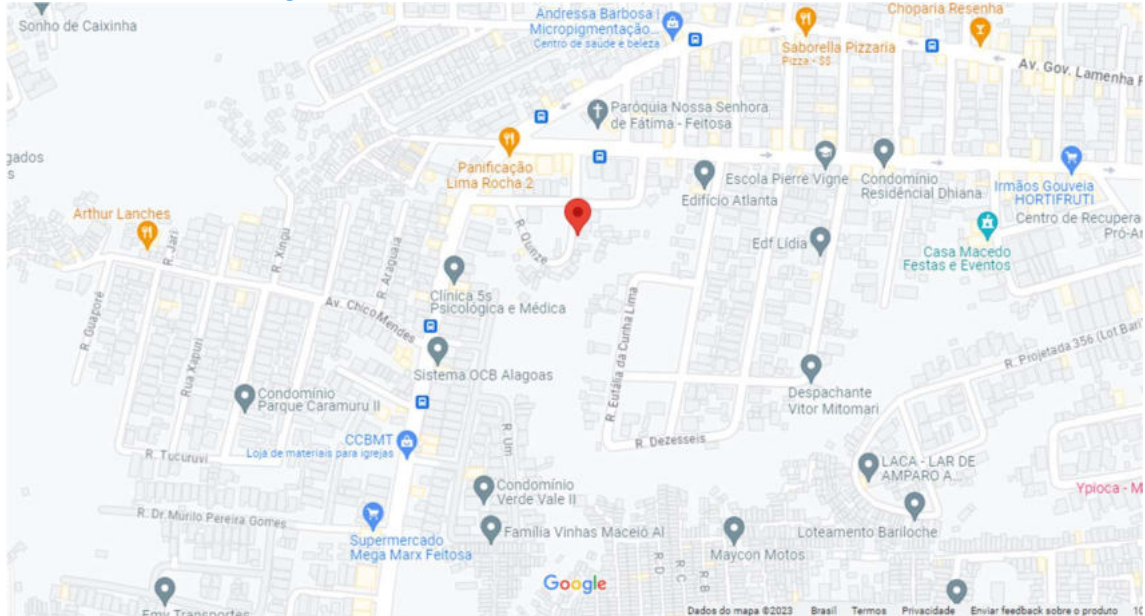 Sonho de Caixinha
Andressa Barbosa |
Micropigmentação...
Centro de saúde e beleza
Choparia Resenha
Saborella Pizzaria
Pizza • $$
Av. Gov. Lamenha F
Paróquia Nossa Senhora
de Fátima - Feitosa
gados
s
Panificação
Lima Rocha 2
Escola Pierre Vigne
Condomínio
Residêncial Dhiana
Irmãos Gouveia
HORTIFRUTI
Edifício Atlanta
Arthur Lanches
R. Jari
R. Xingu
R. Araguaia
R. Quinze
Edf Lídia
Centro de Recupera
Pró-Ar
Casa Macedo
Festas e Eventos
Clínica 5s
Psicológica e Médica
R. Guaporé
Av. Chico Mendes
R. Eutália da Cunha Lima
R. Projetada 356 (Lot Bari
Rua Xapuri
Sistema OCB Alagoas
Condomínio
Parque Caramuru II
Despachante
Vitor Mitomari
CCBMT
Loja de materiais para igrejas
R. Um
R. Dezesseis
R. Tucuruvi
LACA - LAR DE
AMPARO A...
Condomínio
Verde Vale II
Ypioca - M
R. Dr. Murilo Pereira Gomes
Família Vinhas Maceió Al
Loteamento Bariloche
Supermercado
Mega Marx Feitosa
Maycon Motos
R. D
R. C
R. B
Google
Emy Transportes
Dados do mapa ©2023 Brasil Termos Privacidade Enviar feedback sobre o produto 10